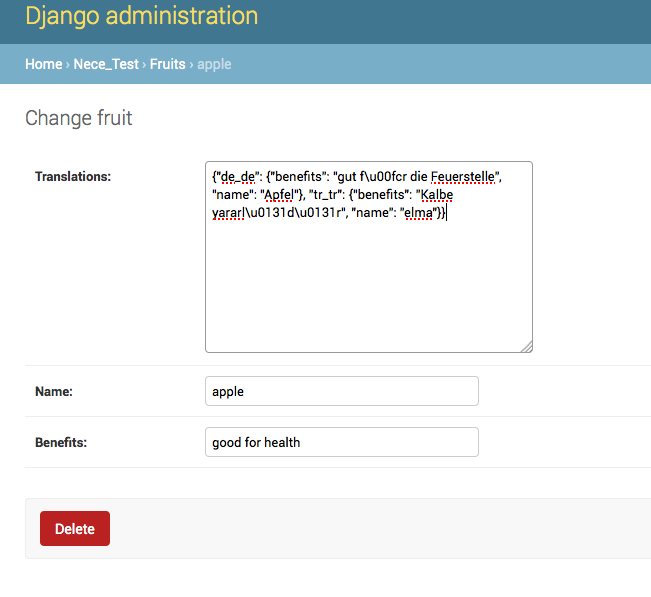 Django administration
Home › Nece_Test › Fruits › apple
Change fruit
Translations:
{"de_de": {"benefits": "gut f\u00fcr die Feuerstelle",
"name": "Apfel"}, "tr_tr": {"benefits": "Kalbe
yararl\u0131d\u0131r", "name": "elma"}}
Name:
apple
Benefits:
good for health
Delete